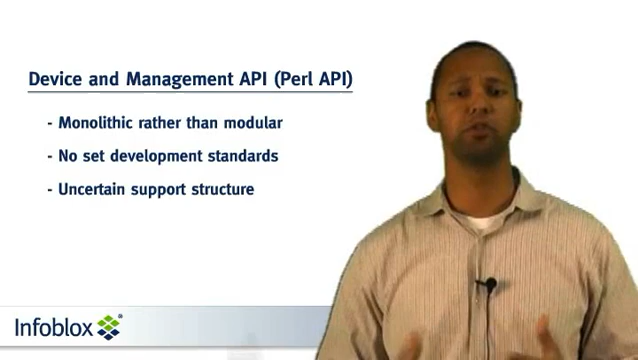 Device and Management API (Perl API)
- Monolithic rather than modular
- No set development standards
- Uncertain support structure
Infoblox